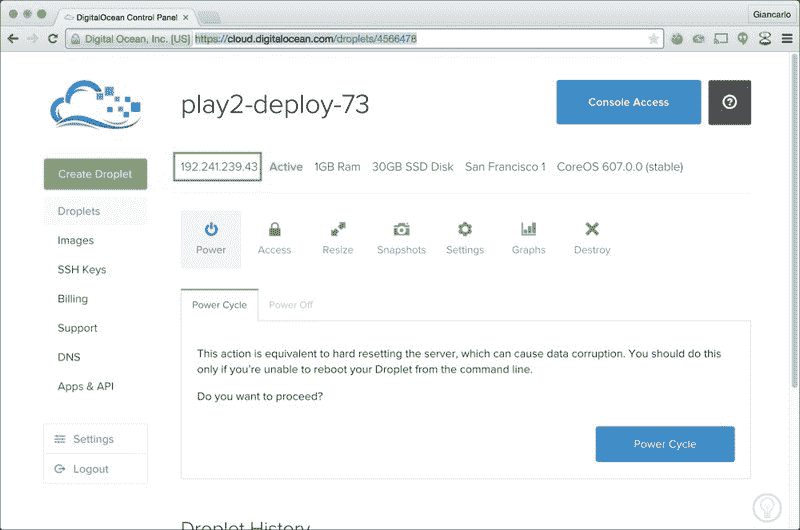 DigitalOcean Control Panel
Giancarlo
Digital Ocean, Inc. [US] https://cloud.digitalocean.com/droplets/4566478
play2-deploy-73
Console Access
192.241.239.43 Active 1GB Ram 30GB SSD Disk San Francisco 1 CoreOS 607.0.0 (stable)
Create Droplet
Droplets
Images
SSH Keys
Billing
Support
DNS
Apps & API
Settings
Logout
Power Access Resize Snapshots Settings Graphs Destroy
Power Cycle Power Off
This action is equivalent to hard resetting the server, which can cause data corruption. You should do this
only if you're unable to reboot your Droplet from the command line.
Do you want to proceed?
Power Cycle
Droplet History